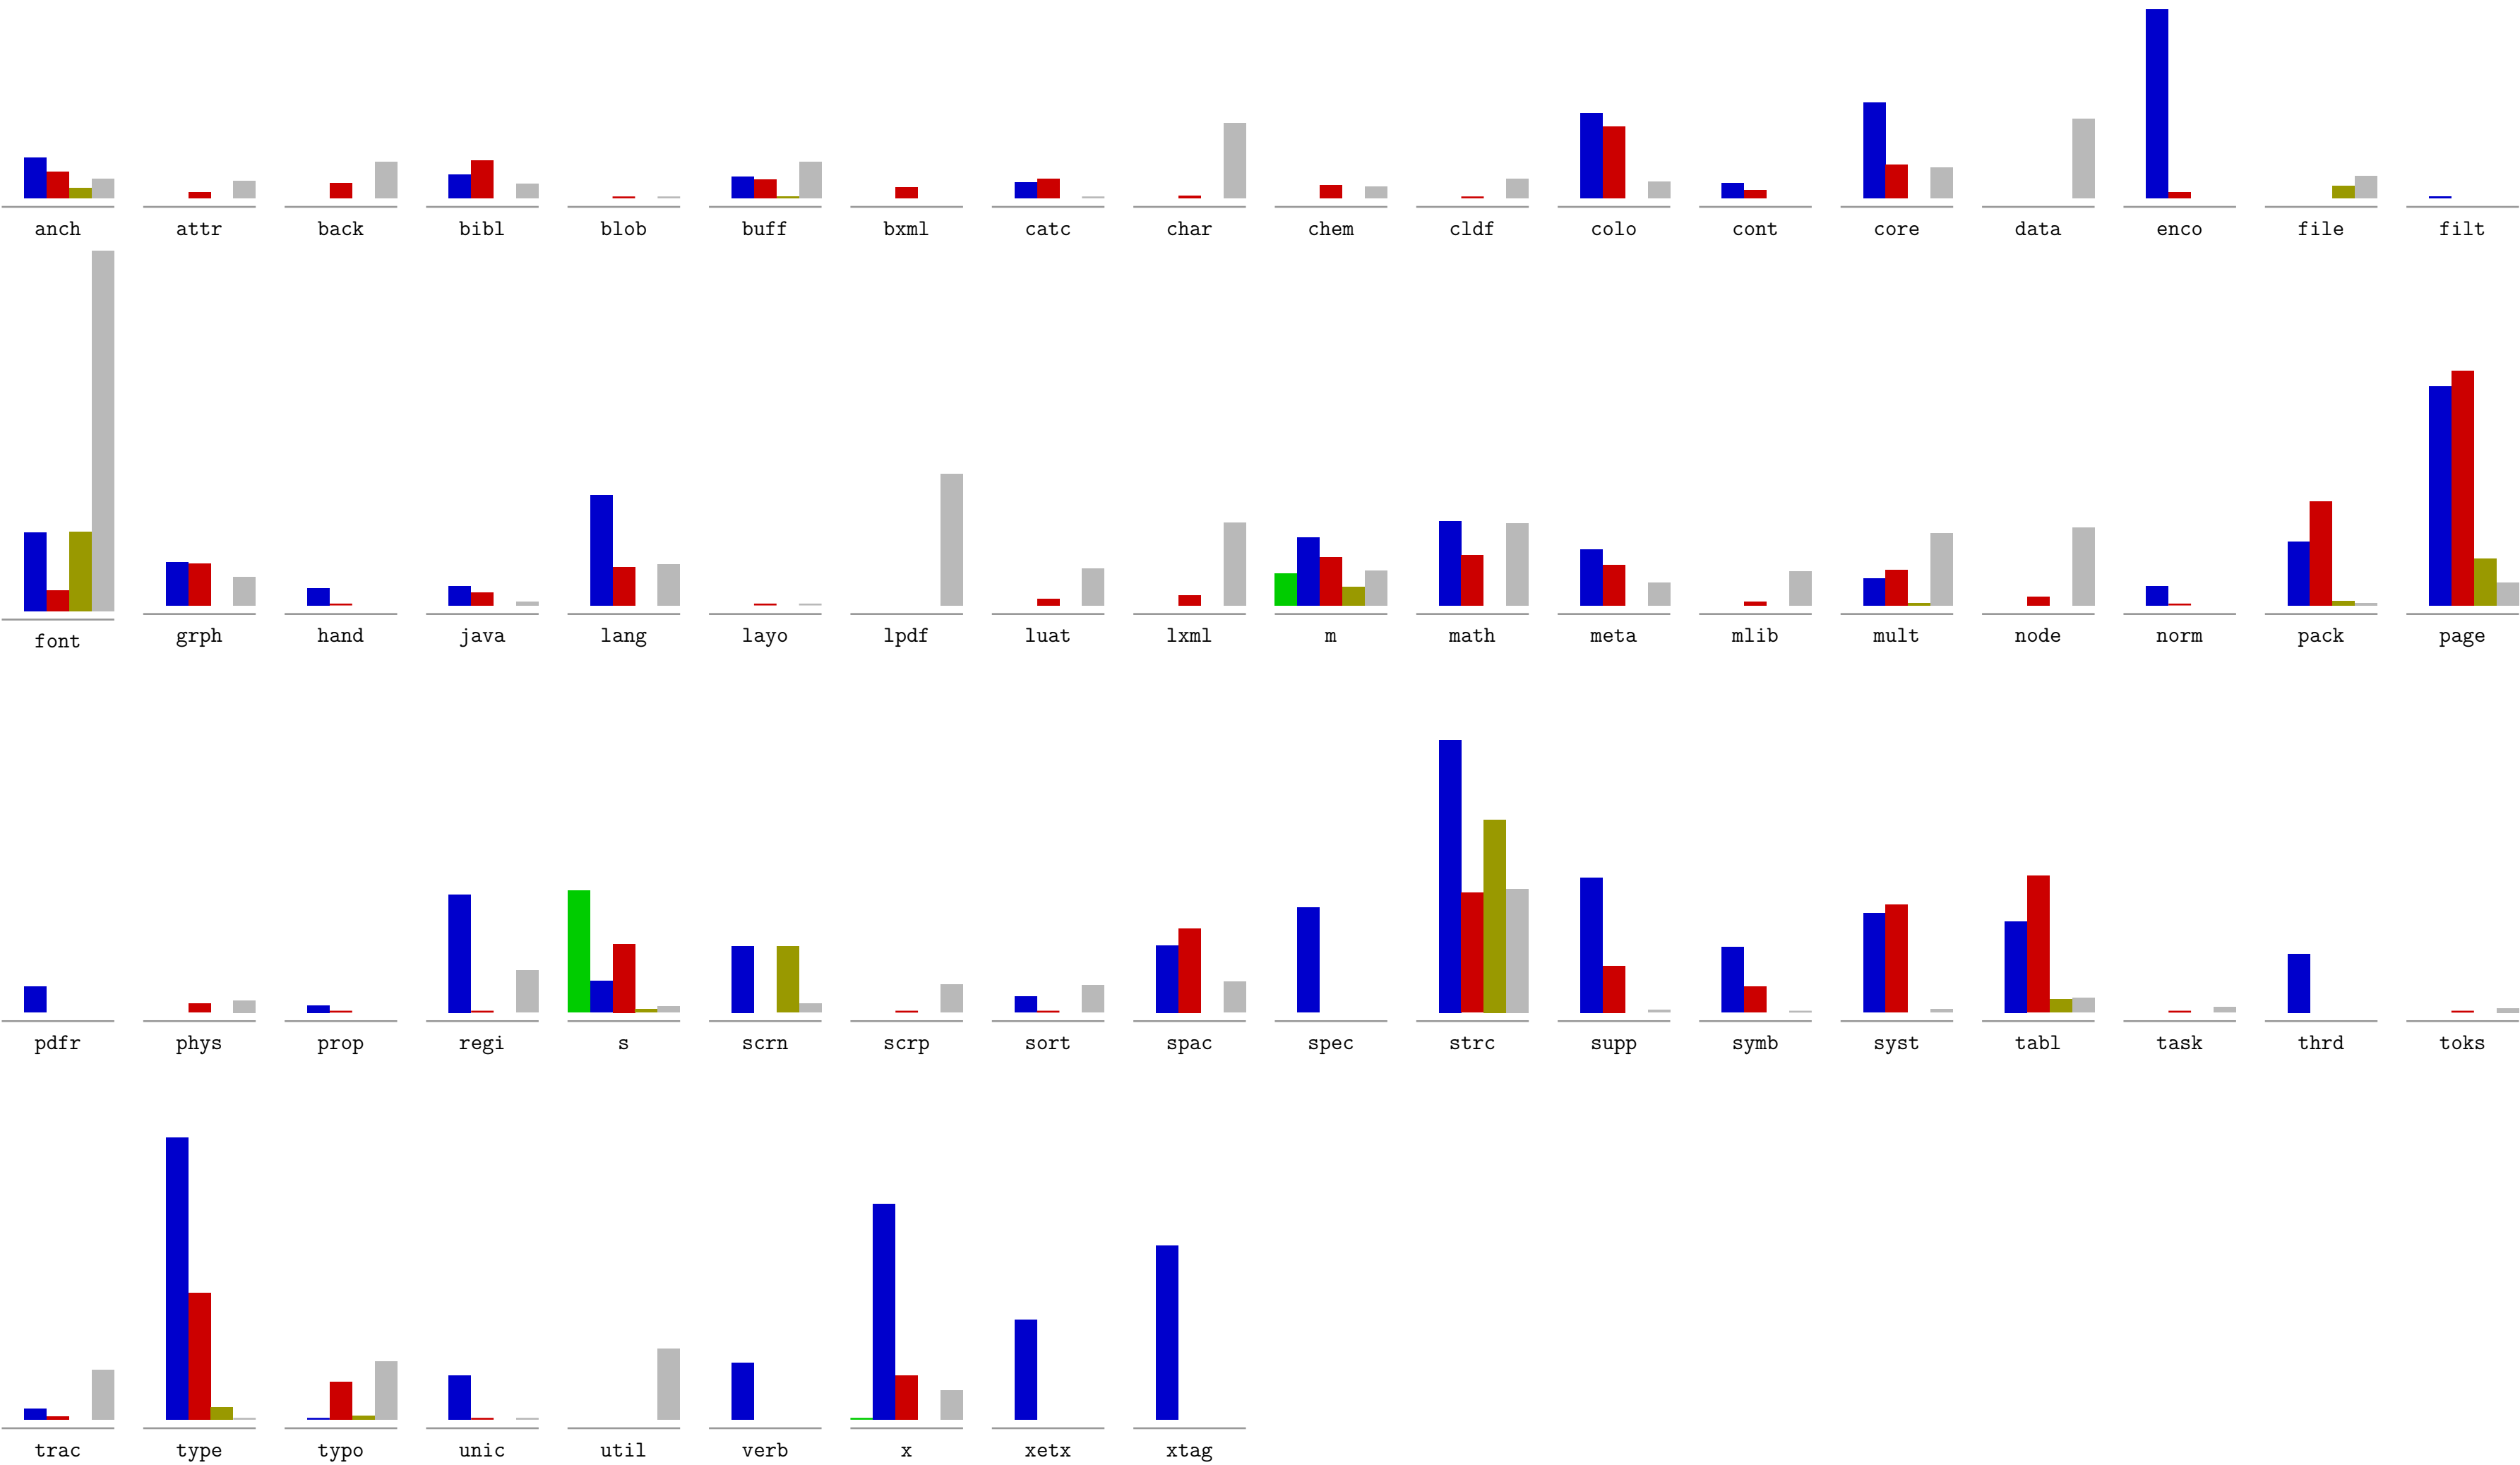 anch attr back bibl blob buff bxml catc char chem cldf colo cont core data enco file filt
font grph hand java lang layo lpdf luat lxml m math meta mlib mult node norm pack page
pdfr phys prop regi s scrn scrp sort spac spec strc supp symb syst tabl task thrd toks
trac type typo unic util verb x xetx xtag